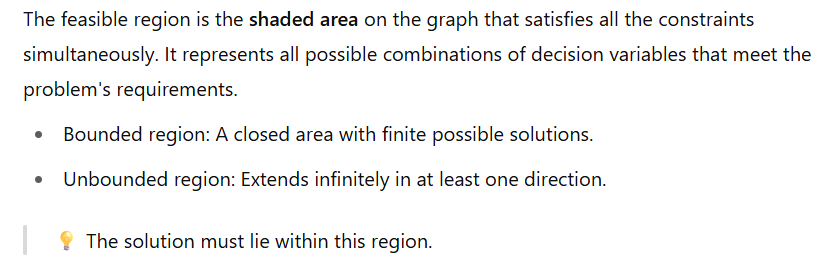 The feasible region is the shaded area on the graph that satisfies all the constraints
simultaneously. It represents all possible combinations of decision variables that meet the
problem's requirements.
• Bounded region: A closed area with finite possible solutions.
• Unbounded region: Extends infinitely in at least one direction.
💡 The solution must lie within this region.